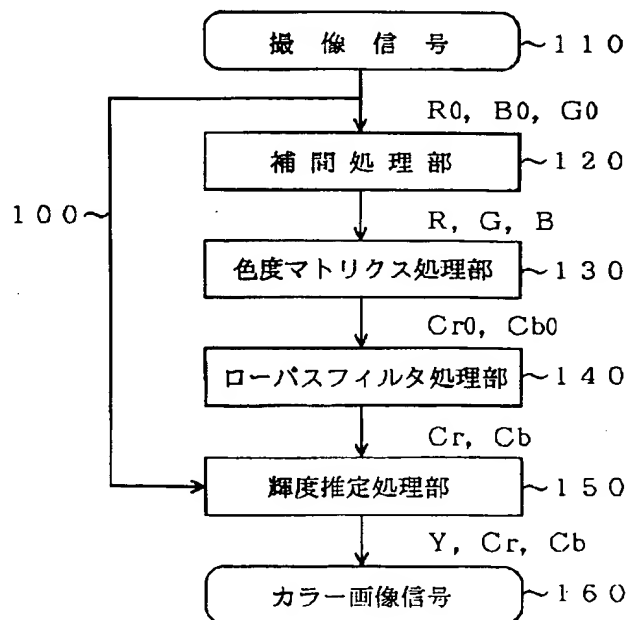 撮像信号 ~110
R0, B0, G0
補間処理部 ~120
100~
R, G, B
色度マトリクス処理部 ~130
Cr0, Cb0
ローパスフィルタ処理部 ~140
Cr, Cb
輝度推定処理部 ~150
Y, Cr, Cb
カラー画像信号 ~160